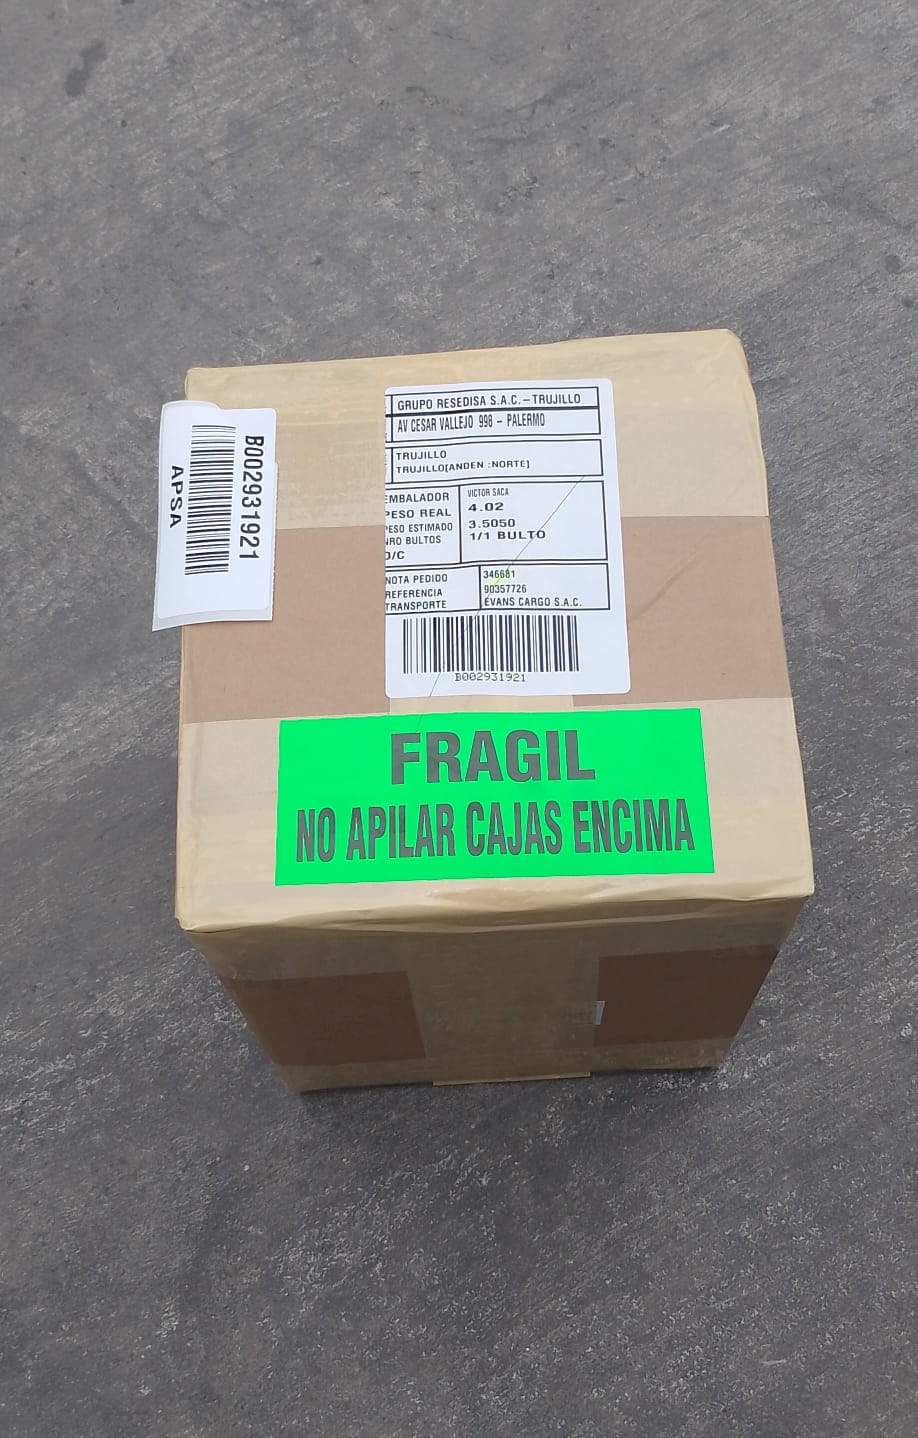 B002931921
APSA
GRUPO RESEDISA S.A.C.-TRUJILLO
AV CESAR VALLEJO 998 - PALERMO
TRUJILLO
TRUJILLO[ANDEN :NORTE]
EMBALADOR VICTOR SACA
PESO REAL 4.02
PESO ESTIMADO 3.5050
NRO BULTOS 1/1 BULTO
O/C
NOTA PEDIDO 346681
REFERENCIA 90357726
TRANSPORTE EVANS CARGO S.A.C.
B002931921
FRAGIL
NO APILAR CAJAS ENCIMA